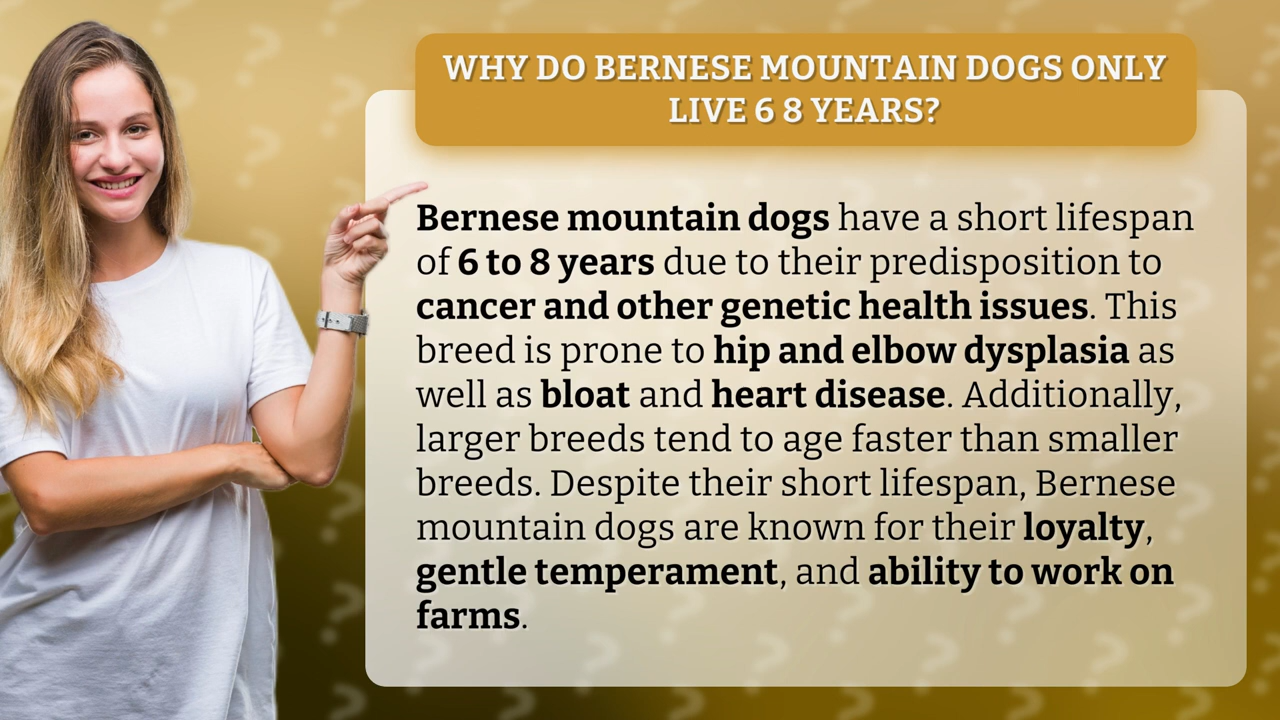 WHY DO BERNESE MOUNTAIN DOGS ONLY
LIVE 6 8 YEARS?
Bernese mountain dogs have a short lifespan
of 6 to 8 years due to their predisposition to
cancer and other genetic health issues. This
breed is prone to hip and elbow dysplasia as
well as bloat and heart disease. Additionally,
larger breeds tend to age faster than smaller
breeds. Despite their short lifespan, Bernese
mountain dogs are known for their loyalty,
gentle temperament, and ability to work on
farms.